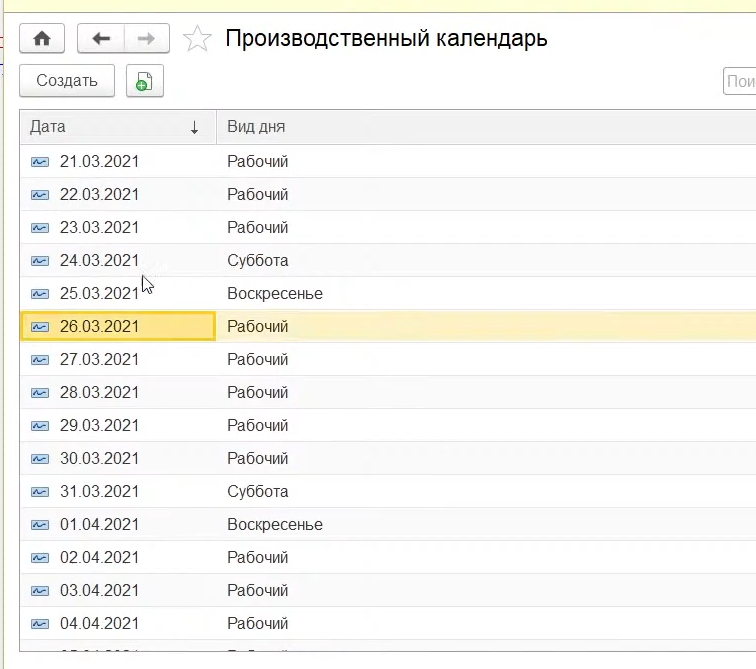 Производственный календарь
Создать
Пои
Дата ↓ Вид дня
21.03.2021 Рабочий
22.03.2021 Рабочий
23.03.2021 Рабочий
24.03.2021 Суббота
25.03.2021 Воскресенье
26.03.2021 Рабочий
27.03.2021 Рабочий
28.03.2021 Рабочий
29.03.2021 Рабочий
30.03.2021 Рабочий
31.03.2021 Суббота
01.04.2021 Воскресенье
02.04.2021 Рабочий
03.04.2021 Рабочий
04.04.2021 Рабочий